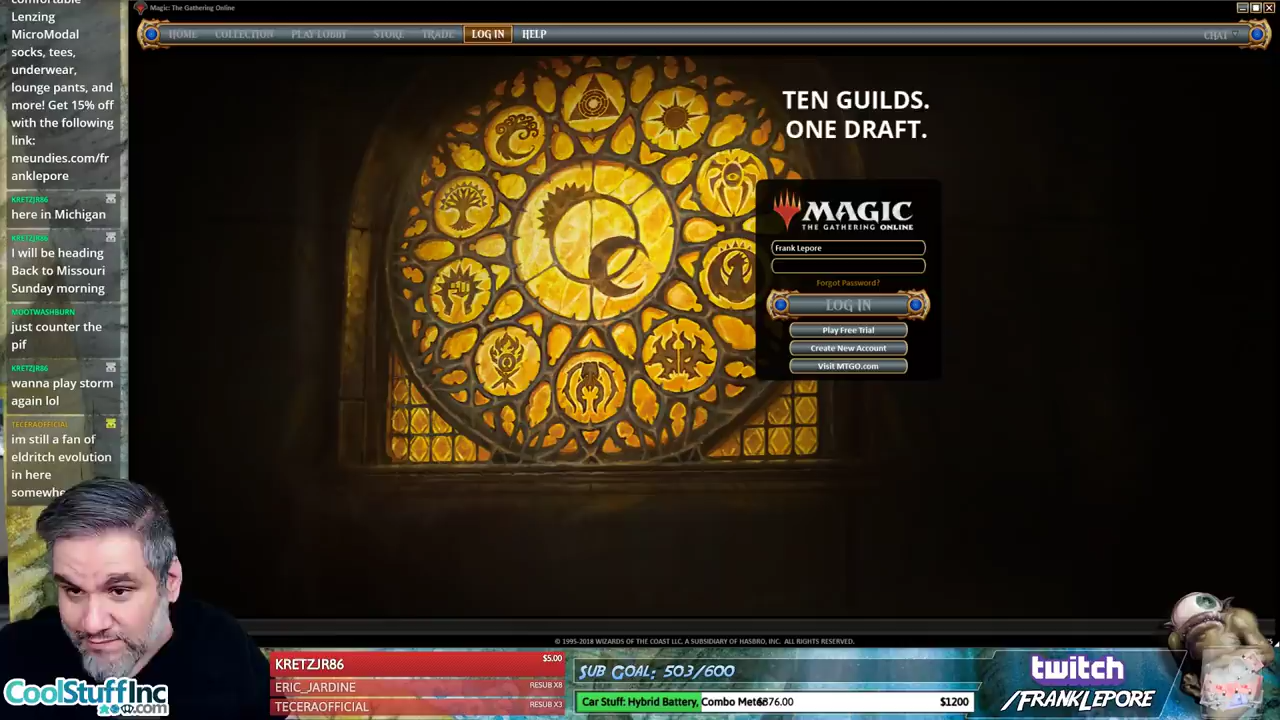 comfortable
Lenzing
MicroModal
socks, tees,
underwear,
lounge pants, and
more! Get 15% off
with the following
link:
meundies.com/fr
anklepore
KRETZJR86
here in Michigan
KRETZJR86
I will be heading
Back to Missouri
Sunday morning
MOOTWASHBURN
just counter the
pif
KRETZJR86
wanna play storm
again lol
TECERAOFFICIAL
im still a fan of
eldritch evolution
in here
Magic: The Gathering Online
HOME COLLECTION PLAY LOBBY STORE TRADE LOG IN HELP
CHAT
TEN GUILDS.
ONE DRAFT.
MAGIC
THE GATHERING ONLINE
Frank Lepore
Forgot Password?
LOG IN
Play Free Trial
Create New Account
Visit MTGO.com
© 1995-2018 WIZARDS OF THE COAST LLC. A SUBSIDIARY OF HASBRO, INC. ALL RIGHTS RESERVED.
CoolStuffInc
.com
KRETZJR86 $5.00
ERIC_JARDINE RESUB X8
TECERAOFFICIAL RESUB X3
SUB GOAL: 503/600
Car Stuff: Hybrid Battery, Combo $1200
twitch
/FRANKLEPORE